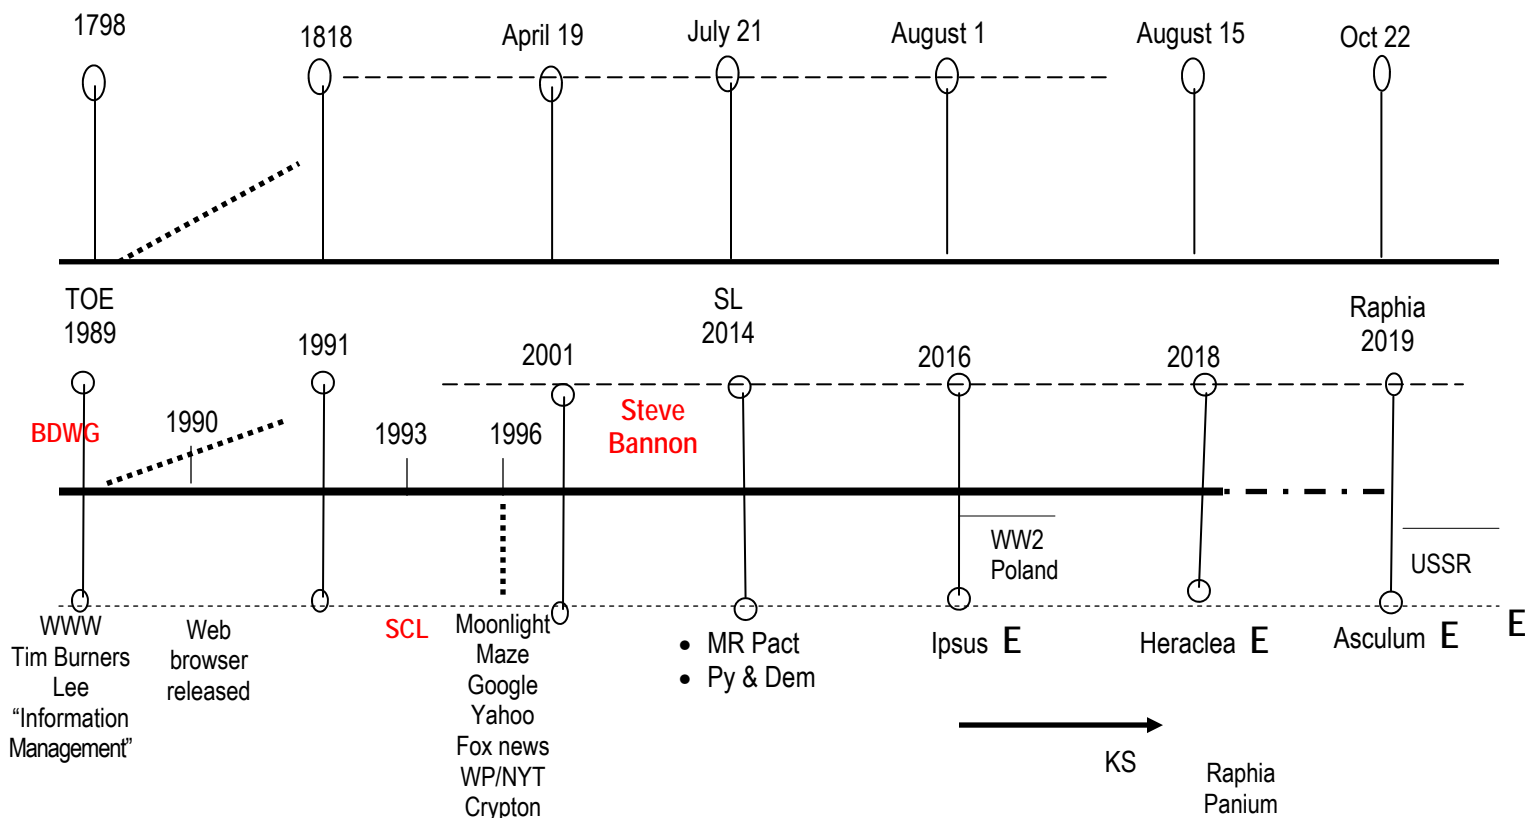 1798
1818
April 19
July 21
August 1
August 15
Oct 22
TOE
1989
1991
2001
SL
2014
2016
2018
Raphia
2019
BDWG
1990
1993
1996
Steve
Bannon
WW2
Poland
USSR
WWW
Tim Burners
Lee
“Information
Management”
Web
browser
released
SCL
Moonlight
Maze
Google
Yahoo
Fox news
WP/NYT
Crypton
• MR Pact
• Py & Dem
Ipsus E
Heraclea E
Asculum E
E
KS
Raphia
Panium